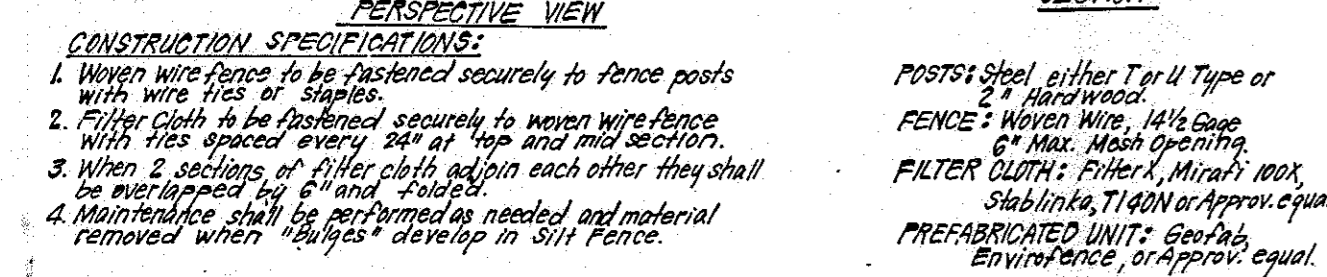 PERSPECTIVE VIEW
CONSTRUCTION SPECIFICATIONS:
1. Woven wire fence to be fastened securely to fence posts
with wire ties or staples.
2. Filter Cloth to be fastened securely to woven wire fence
with ties spaced every 24" at top and mid section.
3. When 2 sections of filter cloth adjoin each other they shall
be overlapped by 6" and folded.
4. Maintenance shall be performed as needed and material
removed when "Bulges" develop in Silt Fence.
POSTS: Steel either T or U Type or
2" Hardwood.
FENCE: Woven Wire, 14 1/2 Gage
6" Max. Mesh Opening.
FILTER CLOTH: Filter X, Mirafi 100X,
Stablinka, T140N or Approv. equal
PREFABRICATED UNIT: Geofab,
Envirofence, or Approv. equal.